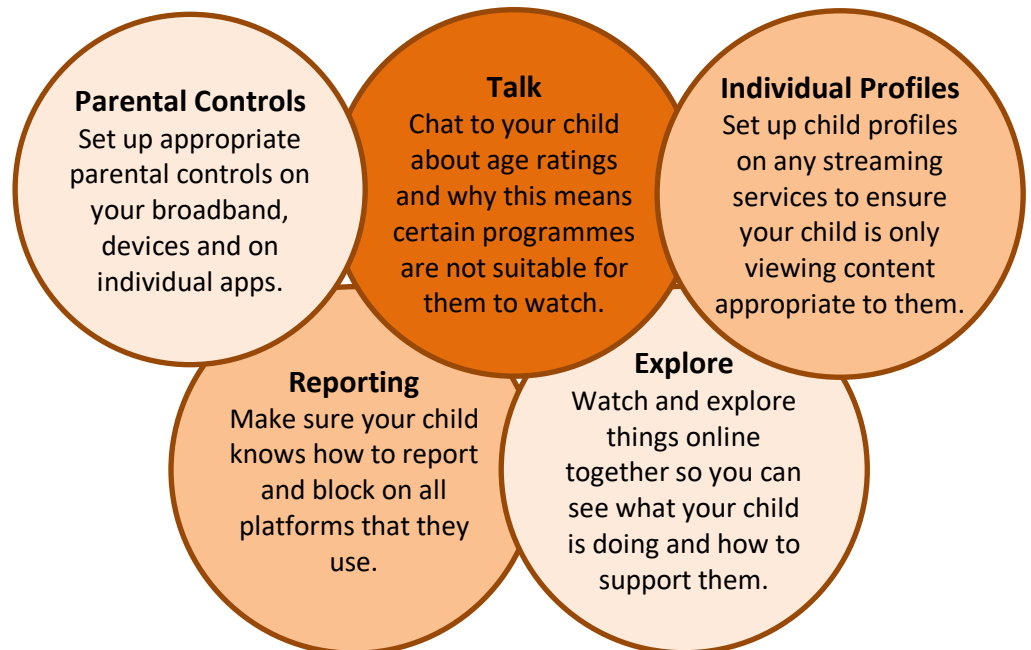 Parental Controls
Set up appropriate
parental controls on
your broadband,
devices and on
individual apps.
Talk
Chat to your child
about age ratings
and why this means
certain programmes
are not suitable for
them to watch.
Individual Profiles
Set up child profiles
on any streaming
services to ensure
your child is only
viewing content
appropriate to them.
Reporting
Make sure your child
knows how to report
and block on all
platforms that they
use.
Explore
Watch and explore
things online
together so you can
see what your child
is doing and how to
support them.